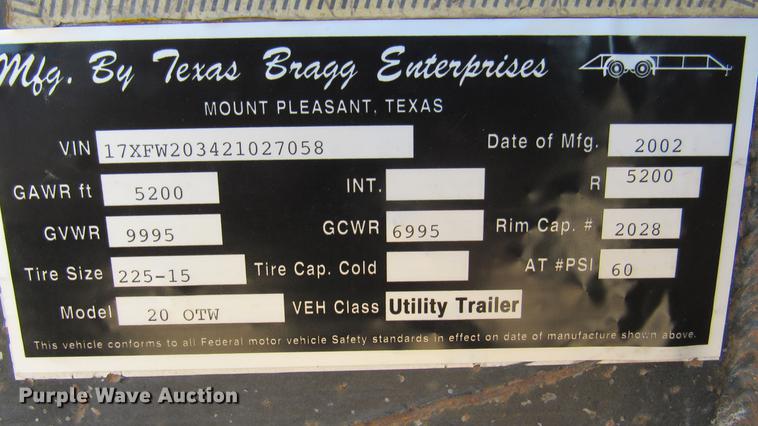 Mfg. By Texas Bragg Enterprises
MOUNT PLEASANT, TEXAS
VIN 17XFW203421027058 Date of Mfg. 2002
GAWR ft 5200 INT. R 5200
GVWR 9995 GCWR 6995 Rim Cap. # 2028
Tire Size 225-15 Tire Cap. Cold AT #PSI 60
Model 20 OTW VEH Class Utility Trailer
This vehicle conforms to all Federal motor vehicle Safety standards in effect on date of manufacture shown above.
Purple Wave Auction